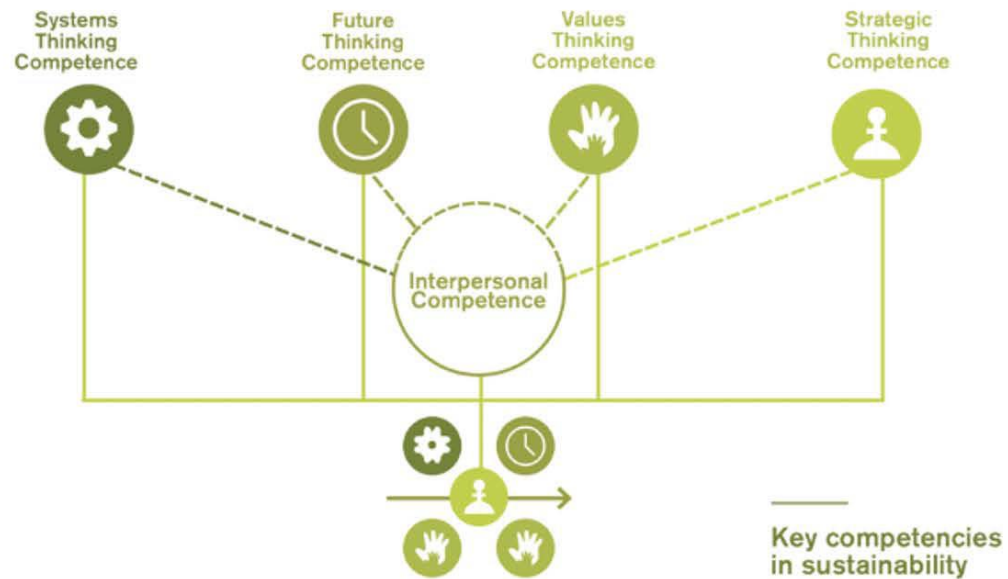 Systems
Thinking
Competence
Future
Thinking
Competence
Values
Thinking
Competence
Strategic
Thinking
Competence
Interpersonal
Competence
Key competencies
in sustainability